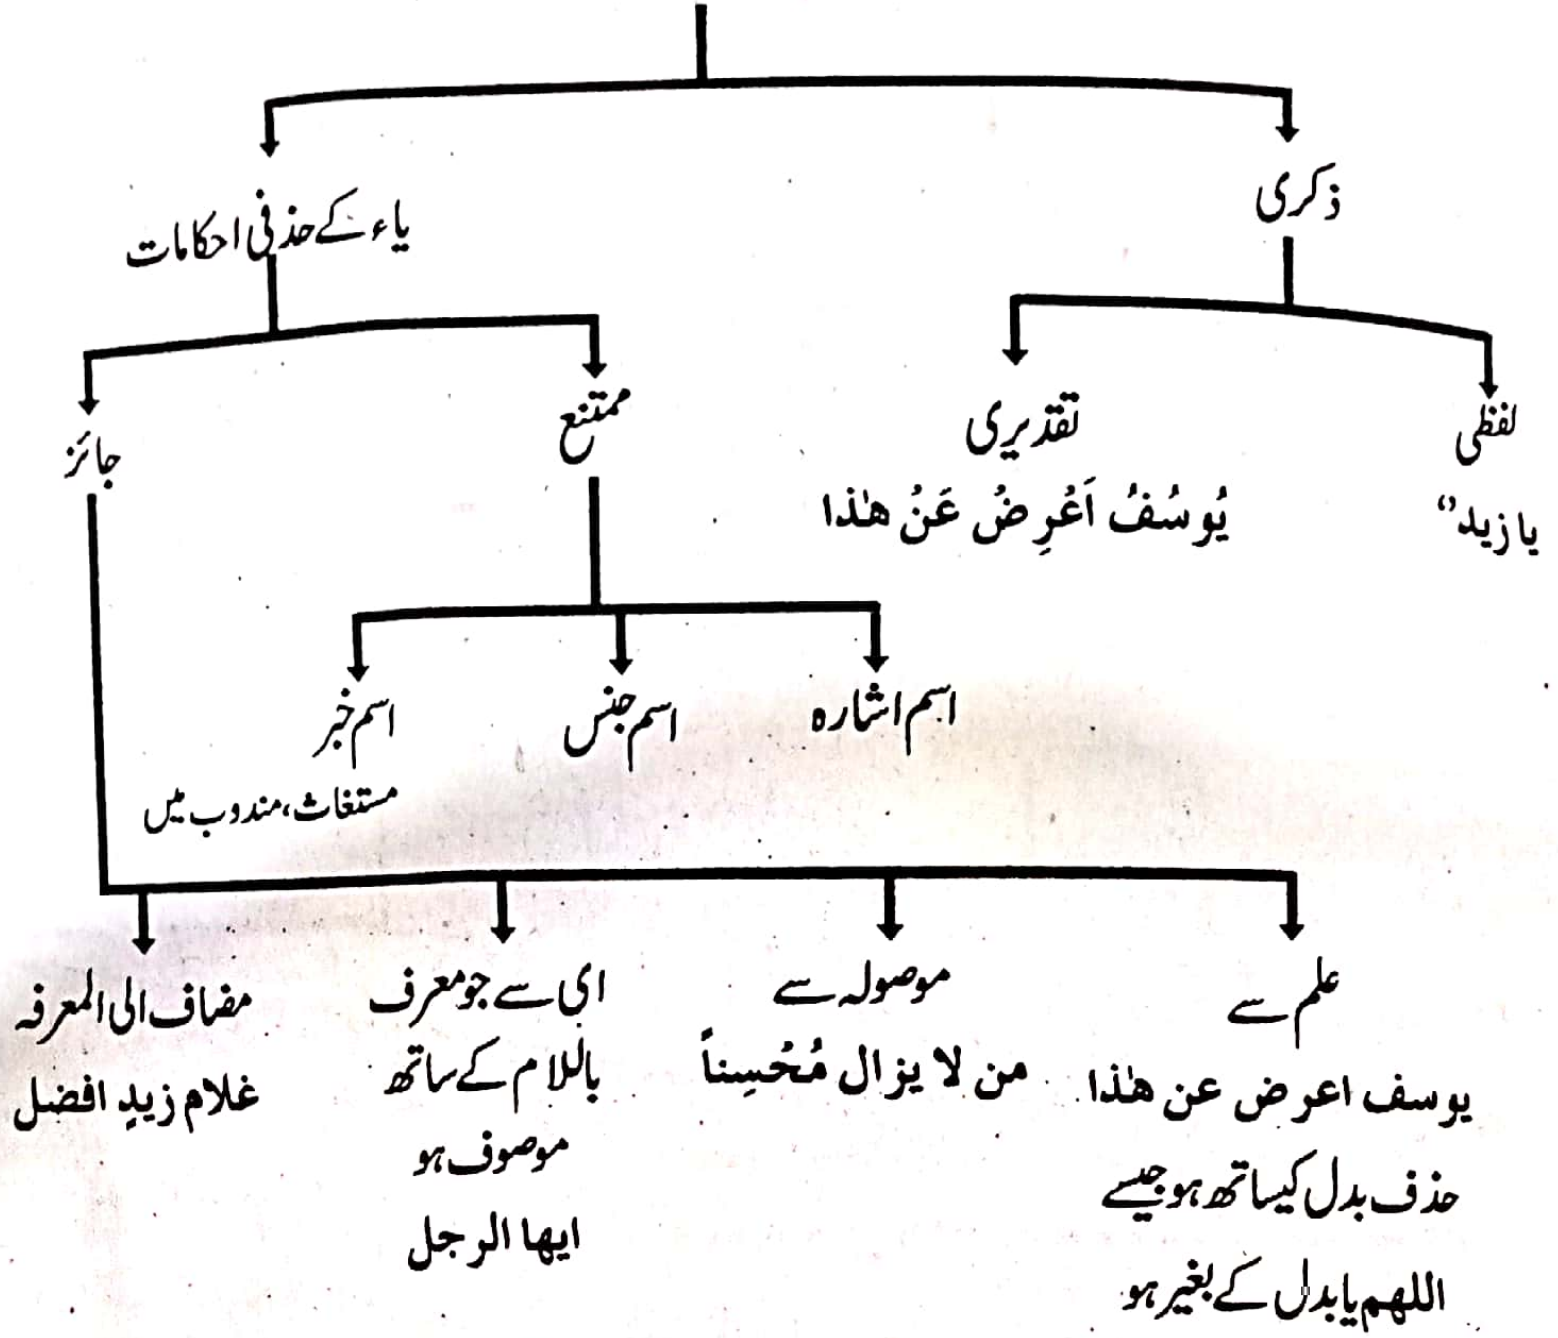 ذکری
یاء کے حذفی احکامات
لفظی
یا زیدُ
تقدیری
یُوسُفُ اَعْرِضْ عَنْ هٰذا
ممتنع
جائز
اسم اشارہ
اسم جنس
اسم خبر
مستغاث، مندوب میں
علم سے
یوسف اعرض عن هٰذا
حذف بدل کیساتھ ہو جیسے
اللهم یا بدل کے بغیر ہو
موصولہ سے
من لا یزال مُحْسِناً
ای سے جو معرف
باللام کے ساتھ
موصوف ہو
ایها الرجل
مضاف الی المعرفہ
غلام زیدٍ افضل